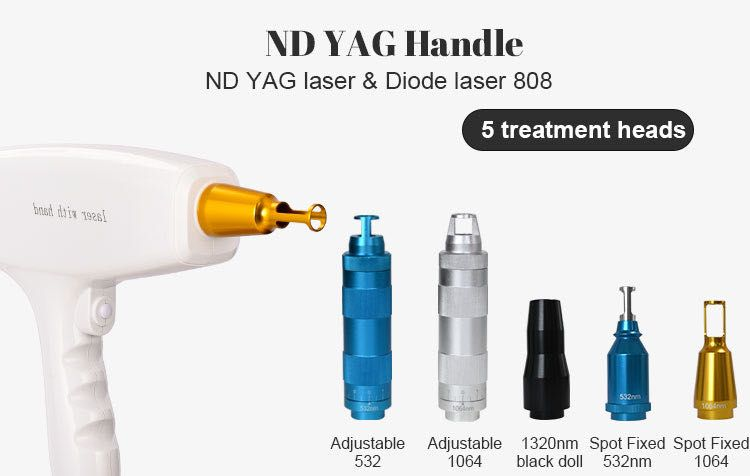 ND YAG Handle
ND YAG laser & Diode laser 808
5 treatment heads
laser with hand
532nm
1064nm
532nm
1064nm
Adjustable
532
Adjustable
1064
1320nm
black doll
Spot Fixed
532nm
Spot Fixed
1064